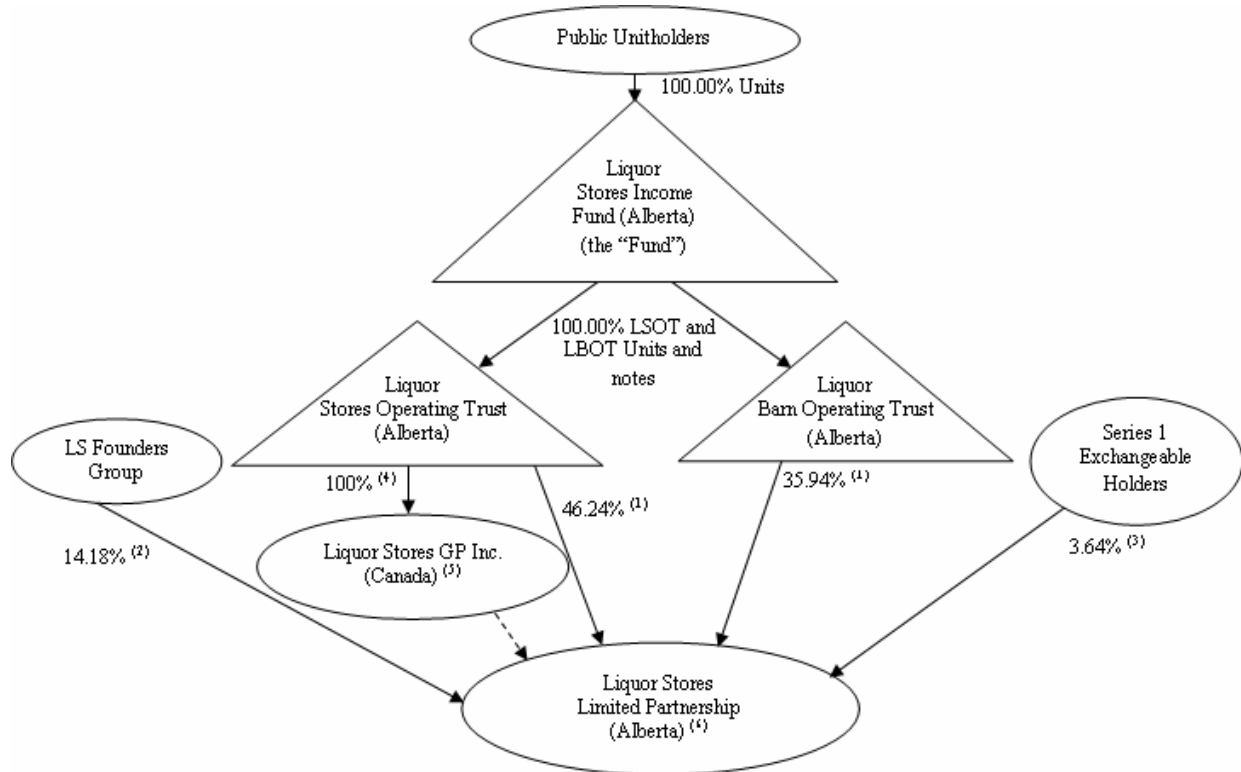 Public Unitholders
100.00% Units
Liquor
Stores Income
Fund (Alberta)
(the “Fund”)
100.00% LSOT and
LBOT Units and
notes
Liquor
Stores Operating Trust
(Alberta)
Liquor
Barn Operating Trust
(Alberta)
LS Founders
Group
Series 1
Exchangeable
Holders
100% (4)
46.24% (1)
35.94% (1)
14.18% (2)
3.64% (3)
Liquor Stores GP Inc.
(Canada) (5)
Liquor Stores
Limited Partnership
(Alberta) (6)